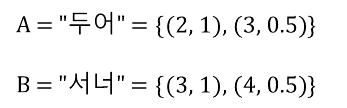 A = "두어" = {(2, 1), (3, 0.5)}
B = "서너" = {(3, 1), (4, 0.5)}